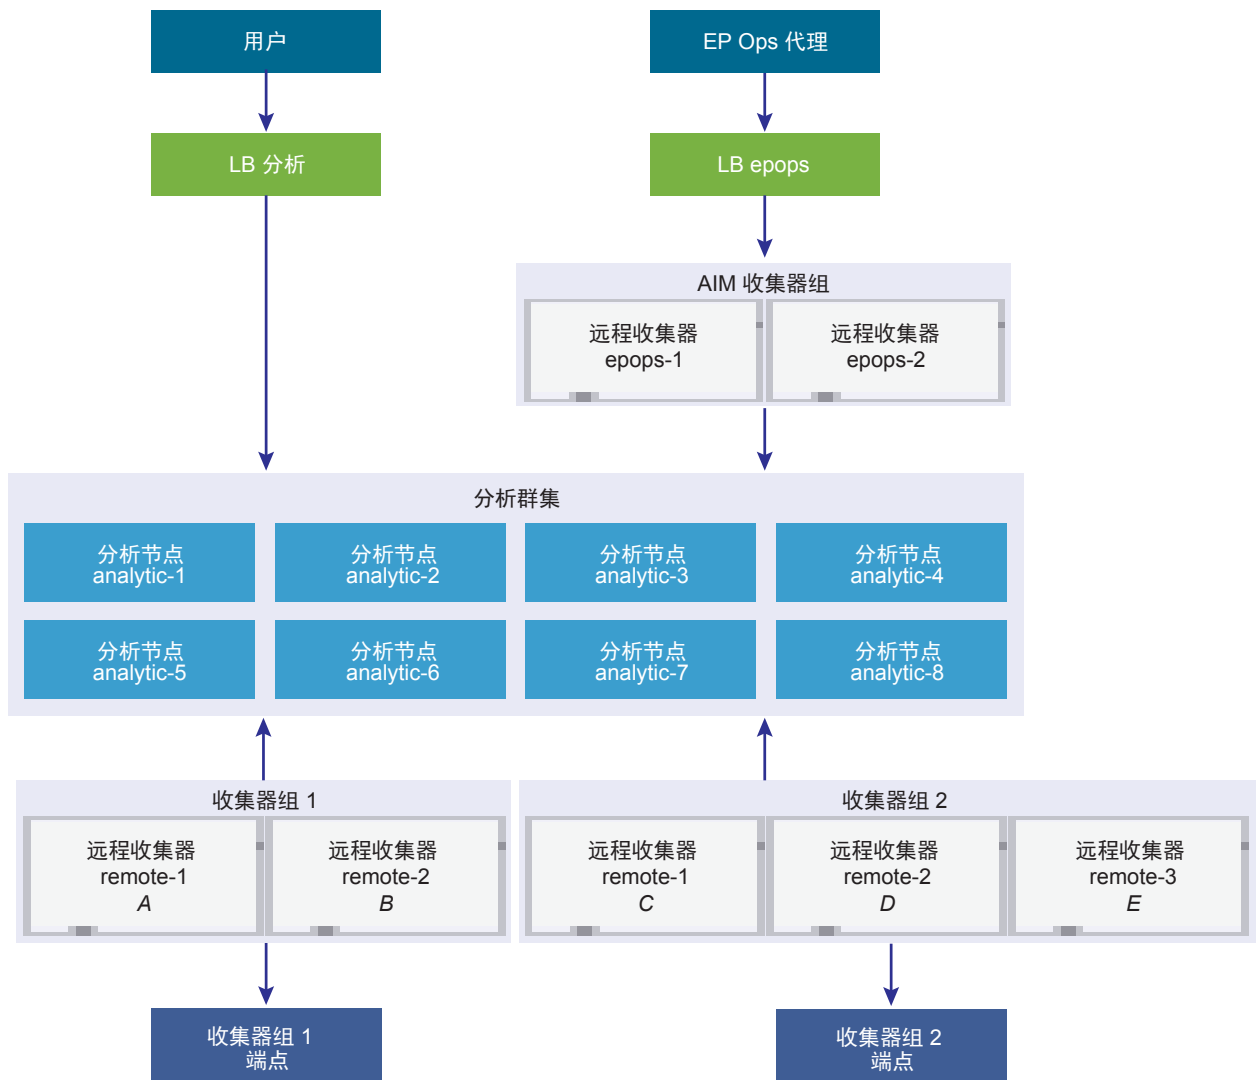 用户
EP Ops 代理
LB 分析
LB epops
AIM 收集器组
远程收集器
epops-1
远程收集器
epops-2
分析群集
分析节点
analytic-1
分析节点
analytic-2
分析节点
analytic-3
分析节点
analytic-4
分析节点
analytic-5
分析节点
analytic-6
分析节点
analytic-7
分析节点
analytic-8
收集器组 1
远程收集器
remote-1
A
远程收集器
remote-2
B
收集器组 2
远程收集器
remote-1
C
远程收集器
remote-2
D
远程收集器
remote-3
E
收集器组 1
端点
收集器组 2
端点